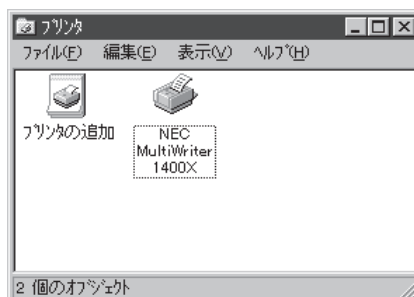 プリンタ
ファイル(F) 編集(E) 表示(V) ヘルプ(H)
プリンタの追加
NEC
MultiWriter
1400X
2 個のオブジェクト